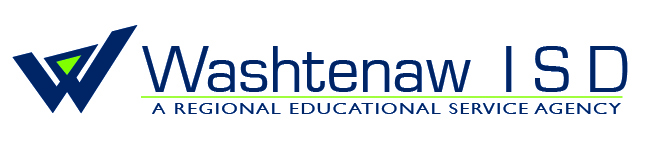 Washtenaw ISD
A REGIONAL EDUCATIONAL SERVICE AGENCY